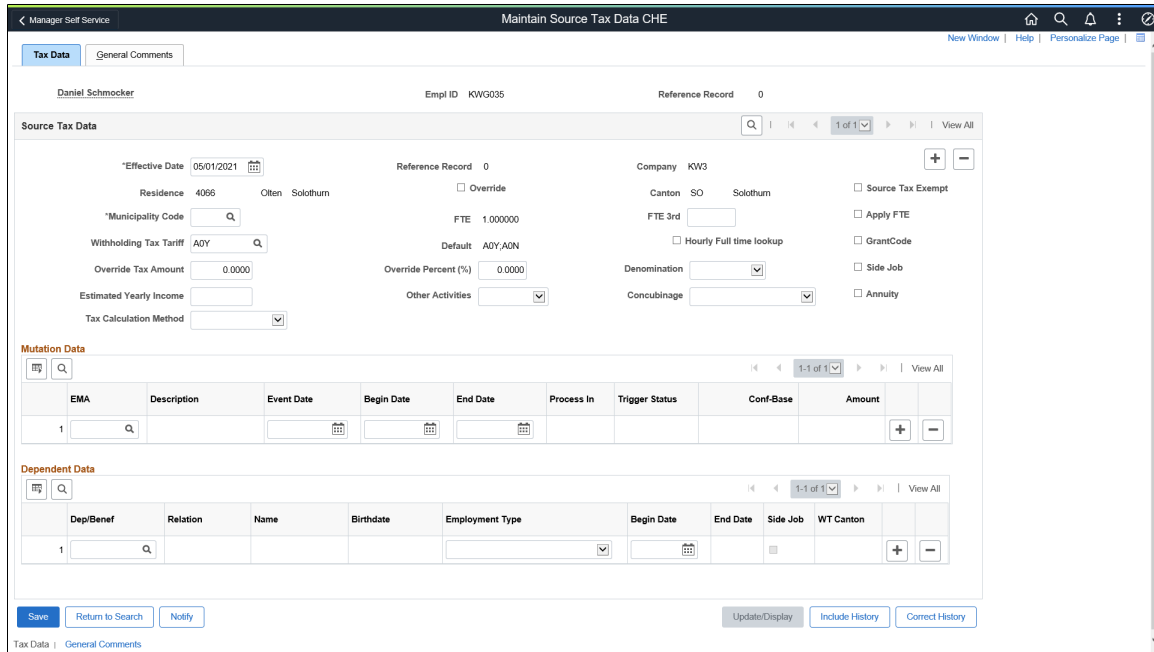 Manager Self Service
Maintain Source Tax Data CHE
New Window | Help | Personalize Page |
Tax Data
General Comments
Daniel Schmocker Empl ID KWG035 Reference Record 0
Source Tax Data 1 of 1 | View All
*Effective Date 05/01/2021 Reference Record 0 Company KW3
Residence 4066 Olten Solothurn Override Canton SO Solothurn Source Tax Exempt
*Municipality Code FTE 1.000000 FTE 3rd Apply FTE
Withholding Tax Tariff A0Y Default A0Y;A0N Hourly Full time lookup GrantCode
Override Tax Amount 0.0000 Override Percent (%) 0.0000 Denomination Side Job
Estimated Yearly Income Other Activities Concubinage Annuity
Tax Calculation Method
Mutation Data
1-1 of 1 | View All
EMA Description Event Date Begin Date End Date Process In Trigger Status Conf-Base Amount
1
Dependent Data
1-1 of 1 | View All
Dep/Benef Relation Name Birthdate Employment Type Begin Date End Date Side Job WT Canton
1
Save Return to Search Notify Update/Display Include History Correct History
Tax Data | General Comments